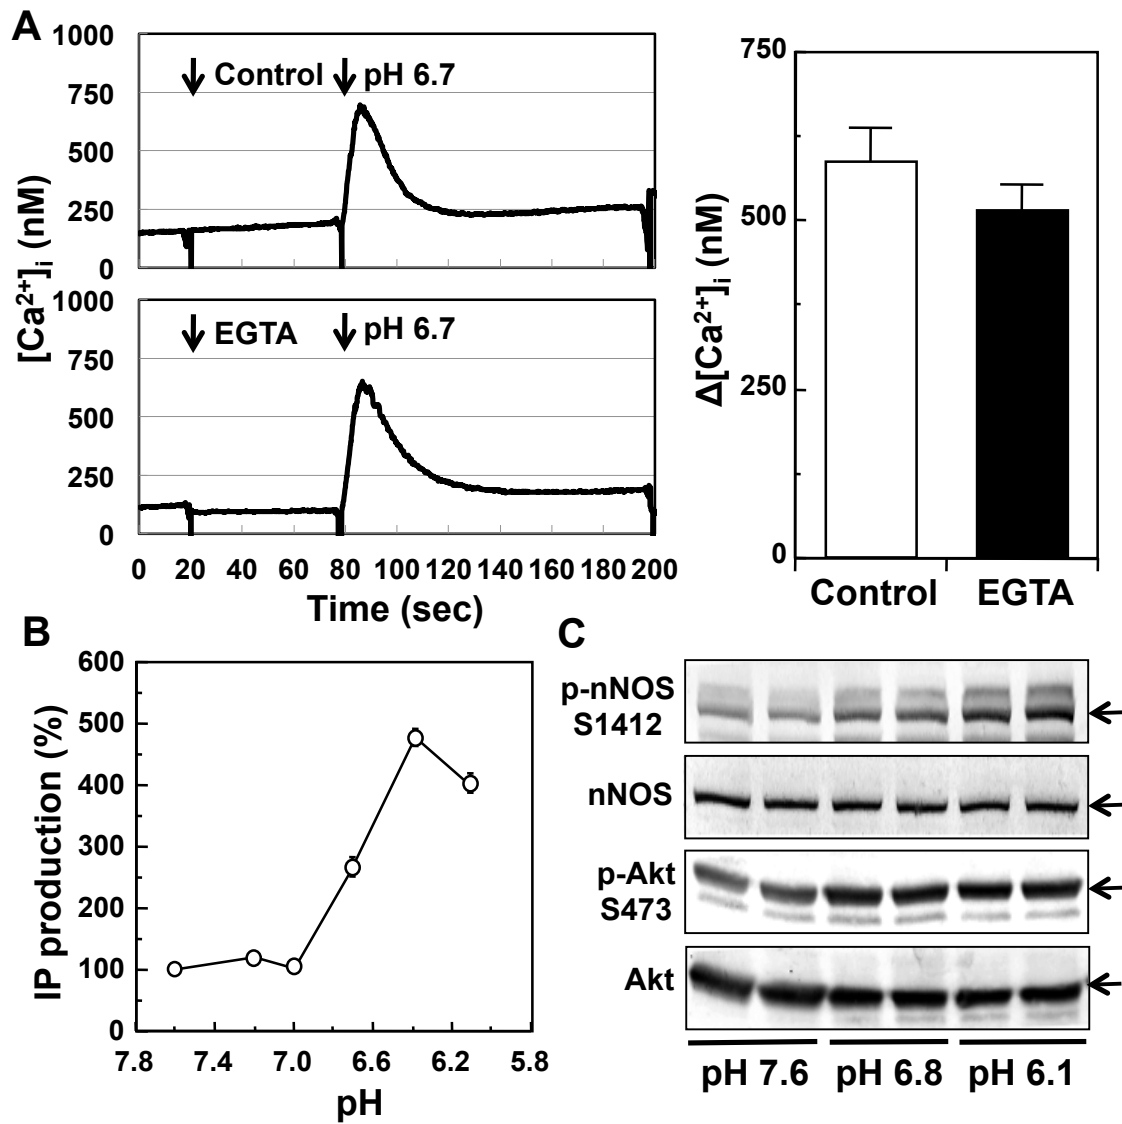 A
1000
750
500
250
0
Control
pH 6.7
1000
750
500
250
0
EGTA
pH 6.7
[Ca²⁺]ᵢ (nM)
0 20 40 60 80 100 120 140 160 180 200
Time (sec)
750
500
250
0
Δ[Ca²⁺]ᵢ (nM)
Control EGTA
B
600
500
400
300
200
100
0
IP production (%)
7.8 7.4 7.0 6.6 6.2 5.8
pH
C
p-nNOS
S1412
nNOS
p-Akt
S473
Akt
pH 7.6 pH 6.8 pH 6.1